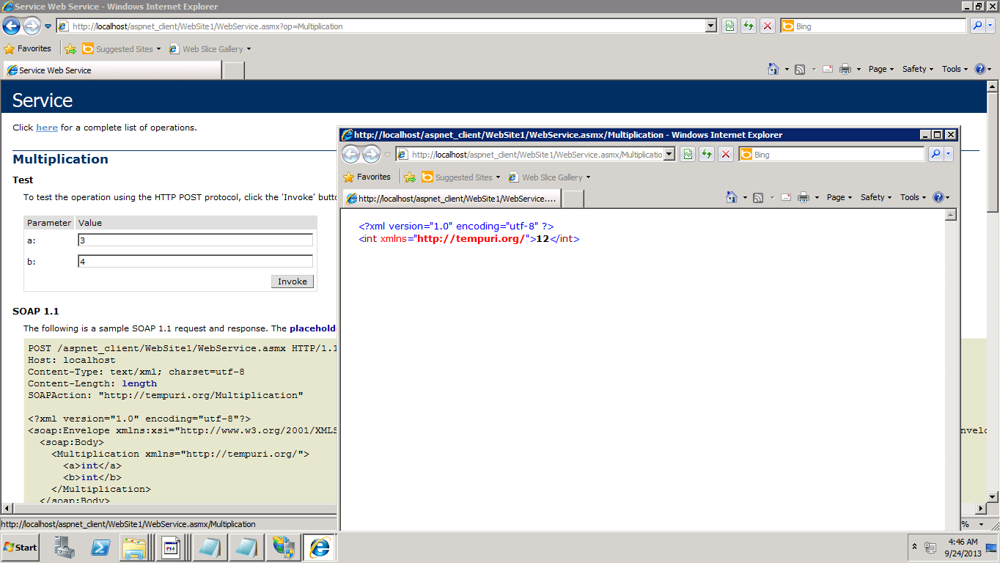 Service Web Service - Windows Internet Explorer
http://localhost/aspnet_client/WebSite1/WebService.asmx?op=Multiplication
Bing
Favorites
Suggested Sites
Web Slice Gallery
Service Web Service
Page
Safety
Tools
Service
Click here for a complete list of operations.
Multiplication
Test
To test the operation using the HTTP POST protocol, click the 'Invoke' butto
Parameter Value
a: 3
b: 4
Invoke
SOAP 1.1
The following is a sample SOAP 1.1 request and response. The placeholde
POST /aspnet_client/WebSite1/WebService.asmx HTTP/1.1
Host: localhost
Content-Type: text/xml; charset=utf-8
Content-Length: length
SOAPAction: "http://tempuri.org/Multiplication"
<?xml version="1.0" encoding="utf-8"?>
<soap:Envelope xmlns:xsi="http://www.w3.org/2001/XMLS
nvelo
<soap:Body>
<Multiplication xmlns="http://tempuri.org/">
<a>int</a>
<b>int</b>
</Multiplication>
</soap:Body>
http://localhost/aspnet_client/WebSite1/WebService.asmx/Multiplication
%
http://localhost/aspnet_client/WebSite1/WebService.asmx/Multiplication - Windows Internet Explorer
http://localhost/aspnet_client/WebSite1/WebService.asmx/Multiplicatio
Bing
Favorites
Suggested Sites
Web Slice Gallery
http://localhost/aspnet_client/WebSite1/WebService....
Page
Safety
Tools
<?xml version="1.0" encoding="utf-8" ?>
<int xmlns="http://tempuri.org/">12</int>
Start
4:46 AM
9/24/2013